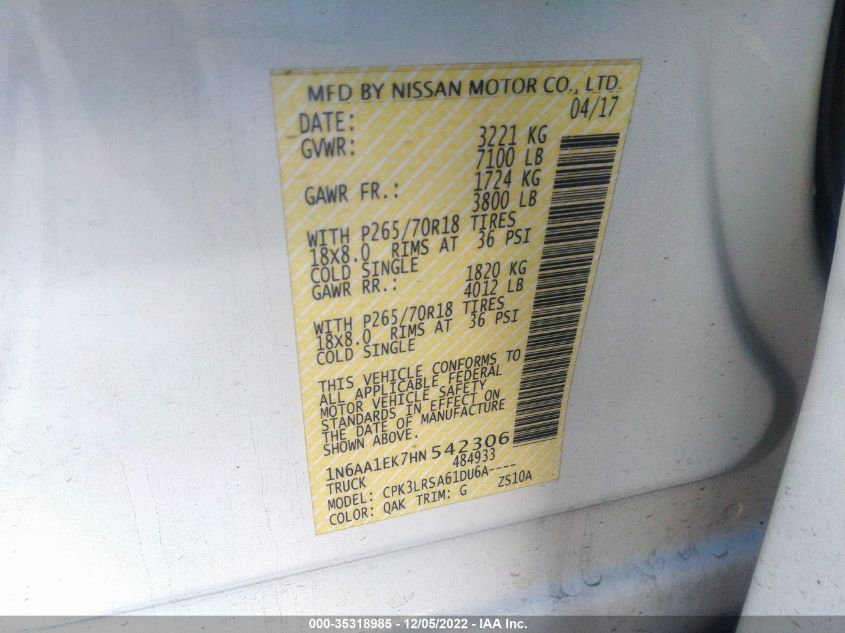 MFD BY NISSAN MOTOR CO., LTD.
DATE: 04/17
GVWR: 3221 KG
7100 LB
GAWR FR.: 1724 KG
3800 LB
WITH P265/70R18 TIRES
18x8.0 RIMS AT 36 PSI
COLD SINGLE
GAWR RR.: 1820 KG
4012 LB
WITH P265/70R18 TIRES
18x8.0 RIMS AT 36 PSI
COLD SINGLE
THIS VEHICLE CONFORMS TO
ALL APPLICABLE FEDERAL
MOTOR VEHICLE SAFETY
STANDARDS IN EFFECT ON
THE DATE OF MANUFACTURE
SHOWN ABOVE.
1N6AA1EK7HN542306
TRUCK 484933
MODEL: CPK3LRSA61DU6A----
COLOR: QAK TRIM: G ZS10A
000-35318985 - 12/05/2022 - IAA Inc.